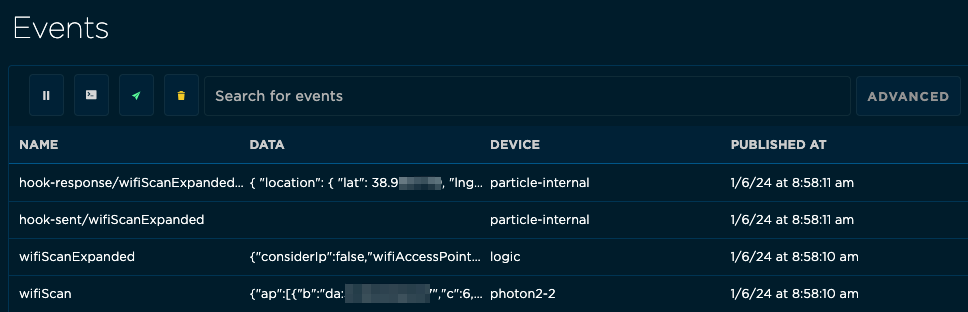 Events
Search for events ADVANCED
NAME DATA DEVICE PUBLISHED AT
hook-response/wifiScanExpanded... { "location": { "lat": 38.9 , "lng... particle-internal 1/6/24 at 8:58:11 am
hook-sent/wifiScanExpanded particle-internal 1/6/24 at 8:58:11 am
wifiScanExpanded {"considerIp":false,"wifiAccessPoint... logic 1/6/24 at 8:58:10 am
wifiScan {"ap":[{"b":"da: ","c":6,... photon2-2 1/6/24 at 8:58:10 am